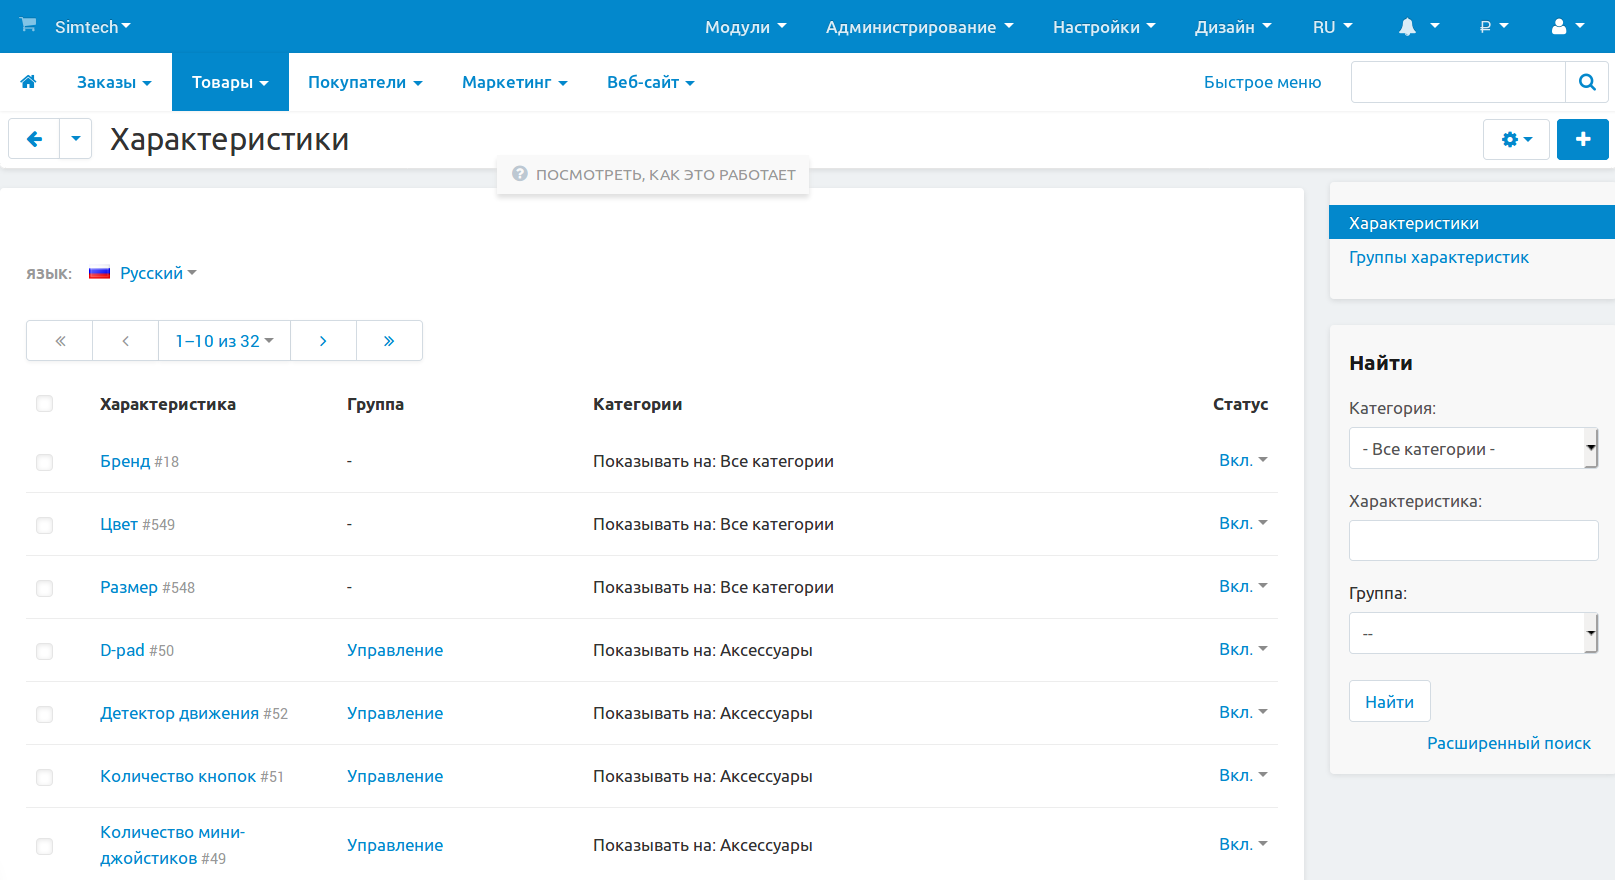 Simtech Модули Администрирование Настройки Дизайн RU ₽
Заказы Товары Покупатели Маркетинг Веб-сайт Быстрое меню
Характеристики
ПОСМОТРЕТЬ, КАК ЭТО РАБОТАЕТ
ЯЗЫК: Русский
« ‹ 1–10 из 32 › »
Характеристика Группа Категории Статус
Бренд #18 - Показывать на: Все категории Вкл.
Цвет #549 - Показывать на: Все категории Вкл.
Размер #548 - Показывать на: Все категории Вкл.
D-pad #50 Управление Показывать на: Аксессуары Вкл.
Детектор движения #52 Управление Показывать на: Аксессуары Вкл.
Количество кнопок #51 Управление Показывать на: Аксессуары Вкл.
Количество мини-
джойстиков #49 Управление Показывать на: Аксессуары Вкл.
Характеристики
Группы характеристик
Найти
Категория:
- Все категории -
Характеристика:
Группа:
--
Найти
Расширенный поиск